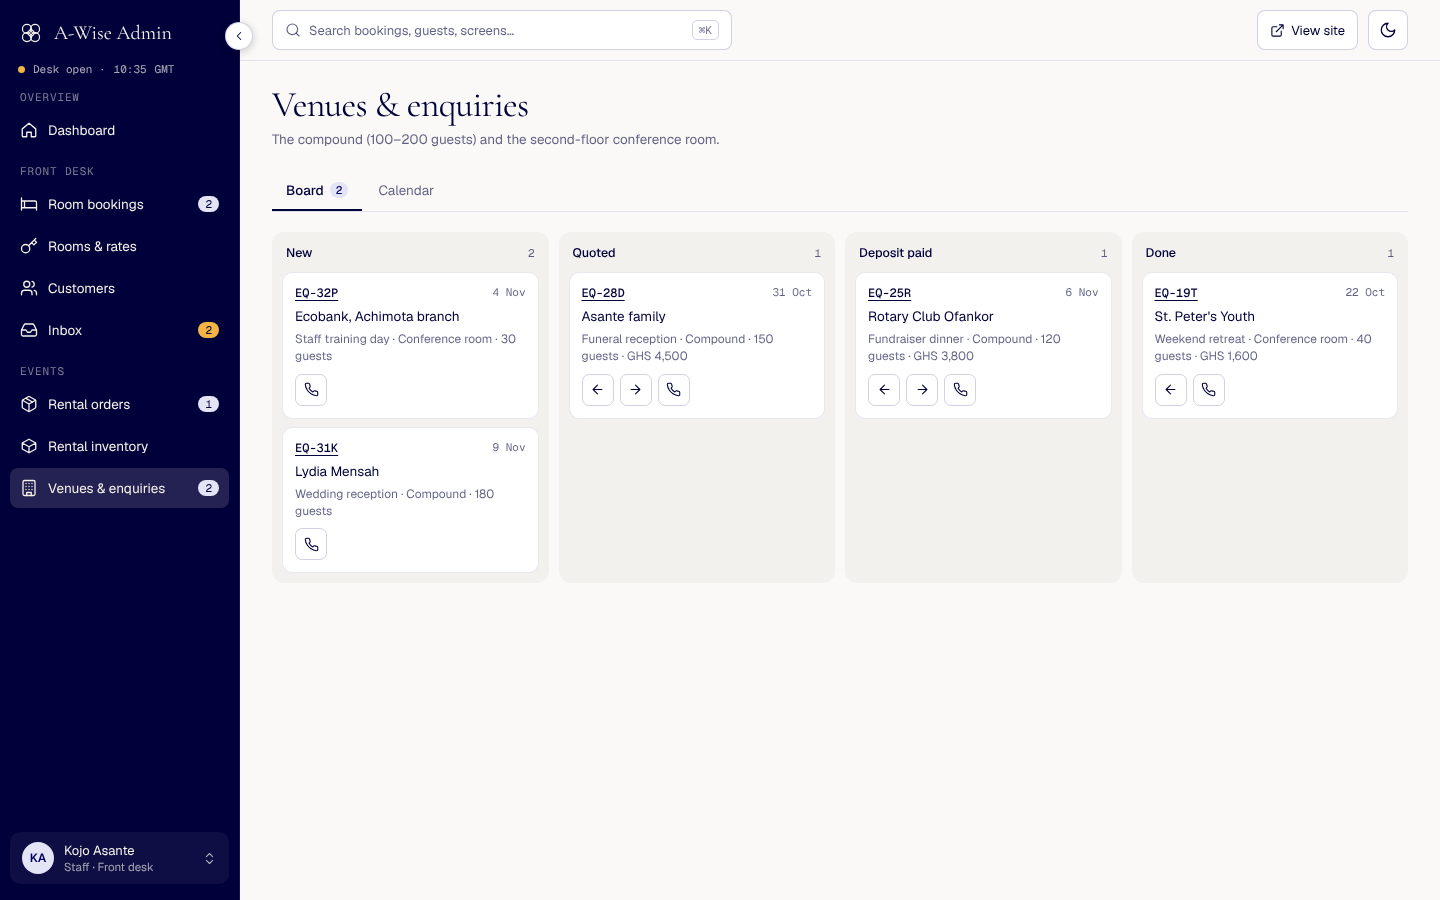 A-Wise Admin
Desk open · 10:35 GMT
OVERVIEW
Dashboard
FRONT DESK
Room bookings 2
Rooms & rates
Customers
Inbox 2
EVENTS
Rental orders 1
Rental inventory
Venues & enquiries 2
KA
Kojo Asante
Staff · Front desk
Search bookings, guests, screens... ⌘K
View site
Venues & enquiries
The compound (100–200 guests) and the second-floor conference room.
Board 2 Calendar
New 2
EQ-32P 4 Nov
Ecobank, Achimota branch
Staff training day · Conference room · 30
guests
EQ-31K 9 Nov
Lydia Mensah
Wedding reception · Compound · 180
guests
Quoted 1
EQ-28D 31 Oct
Asante family
Funeral reception · Compound · 150
guests · GHS 4,500
Deposit paid 1
EQ-25R 6 Nov
Rotary Club Ofankor
Fundraiser dinner · Compound · 120
guests · GHS 3,800
Done 1
EQ-19T 22 Oct
St. Peter's Youth
Weekend retreat · Conference room · 40
guests · GHS 1,600